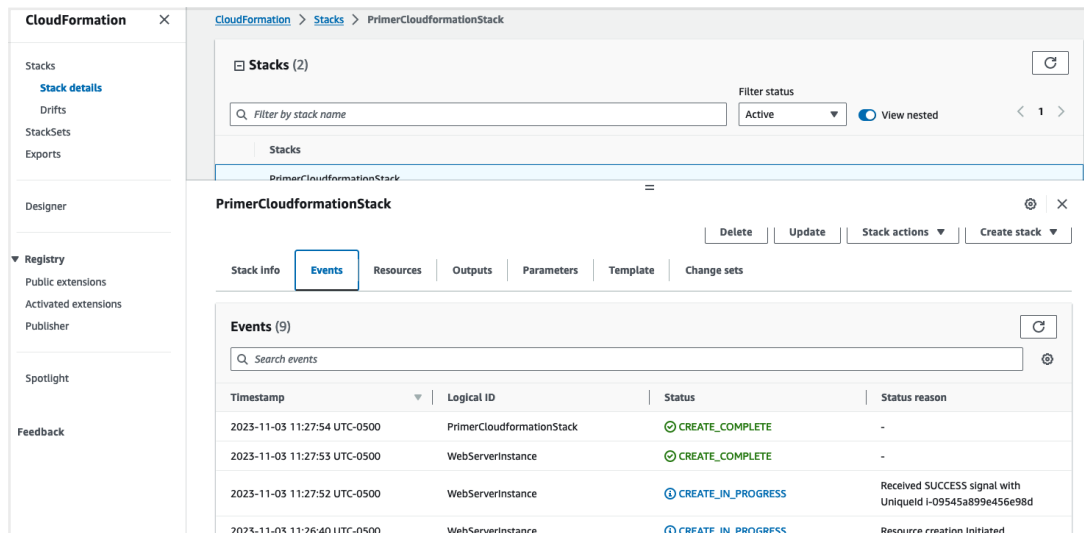 CloudFormation
CloudFormation > Stacks > PrimerCloudformationStack
Stacks
Stack details
Drifts
StackSets
Exports
Designer
Registry
Public extensions
Activated extensions
Publisher
Spotlight
Feedback
Stacks (2)
Filter status
Filter by stack name
Active
View nested
1
Stacks
PrimerCloudformationStack
PrimerCloudformationStack
Delete Update Stack actions Create stack
Stack info Events Resources Outputs Parameters Template Change sets
Events (9)
Search events
Timestamp Logical ID Status Status reason
2023-11-03 11:27:54 UTC-0500 PrimerCloudformationStack CREATE_COMPLETE -
2023-11-03 11:27:53 UTC-0500 WebServerInstance CREATE_COMPLETE -
2023-11-03 11:27:52 UTC-0500 WebServerInstance CREATE_IN_PROGRESS Received SUCCESS signal with
UniqueId i-09545a899e456e98d
2023-11-03 11:26:40 UTC-0500 WebServerInstance CREATE_IN_PROGRESS Resource creation Initiated